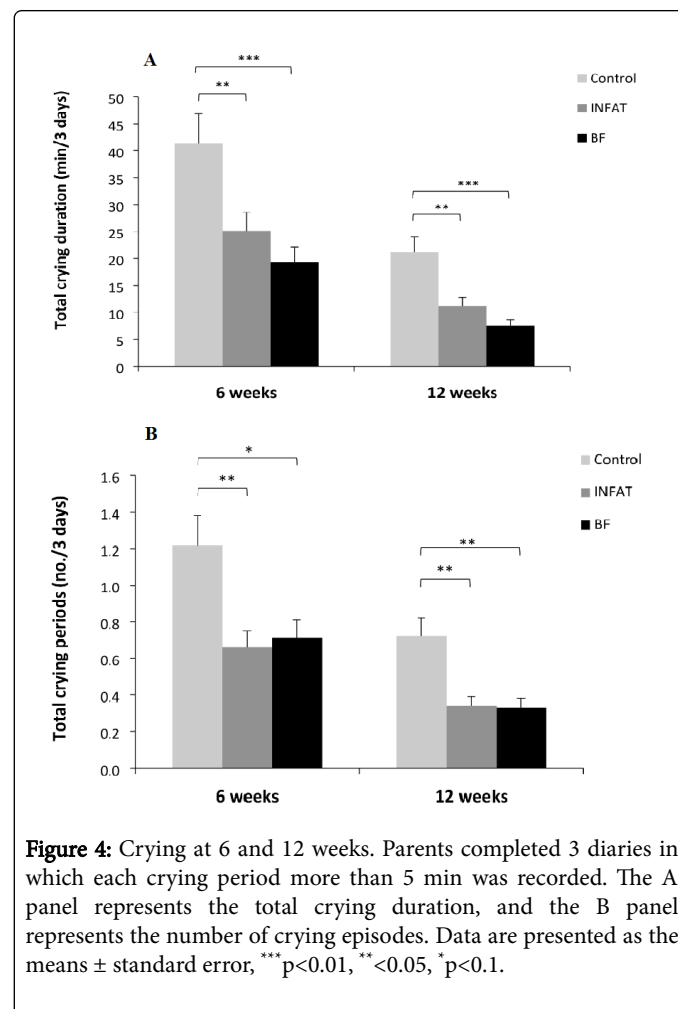 A
***
**
Control
INFAT
BF
Total crying duration (min/3 days)
50
45
40
35
30
25
20
15
10
5
0
***
**
6 weeks
12 weeks
B
*
**
Control
INFAT
BF
Total crying periods (no./3 days)
1.6
1.4
1.2
1.0
0.8
0.6
0.4
0.2
0.0
**
**
6 weeks
12 weeks
Figure 4: Crying at 6 and 12 weeks. Parents completed 3 diaries in
which each crying period more than 5 min was recorded. The A
panel represents the total crying duration, and the B panel
represents the number of crying episodes. Data are presented as the
means ± standard error, ***p<0.01, **<0.05, *p<0.1.